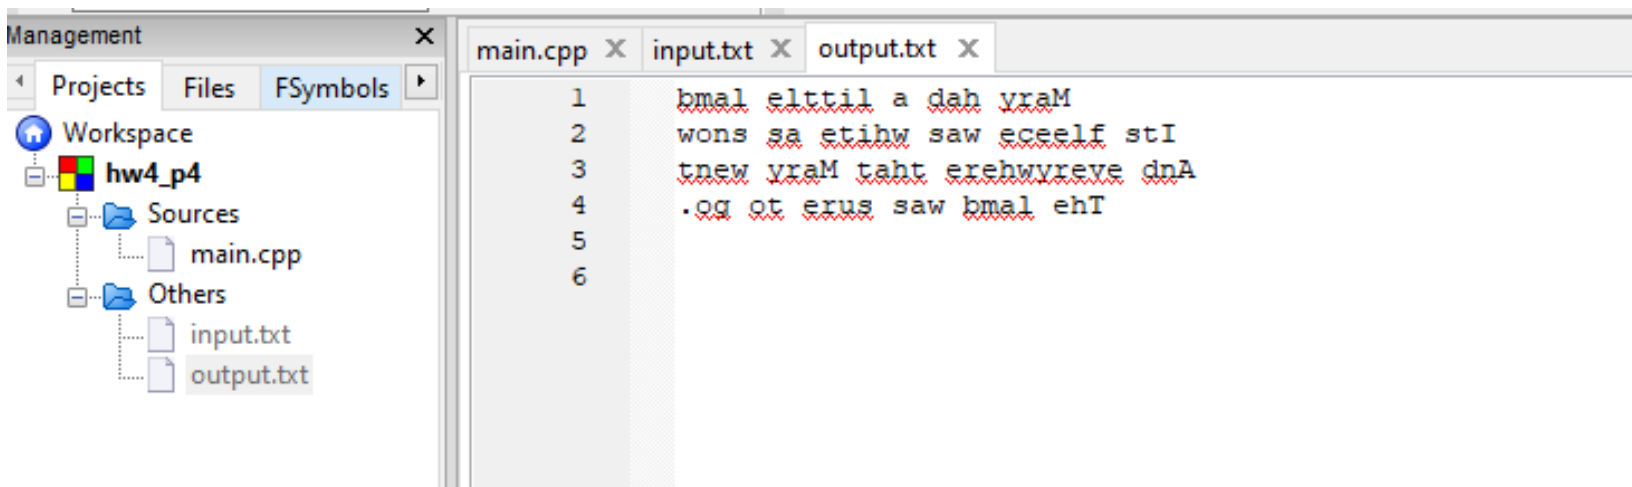 Management
Projects Files FSymbols
Workspace
hw4_p4
Sources
main.cpp
Others
input.txt
output.txt
main.cpp input.txt output.txt
1 bmal elttil a dah yraM
2 wons sa etihw saw eceelf stI
3 tnew yraM taht erehwyreve dnA
4 .og ot erus saw bmal ehT
5
6